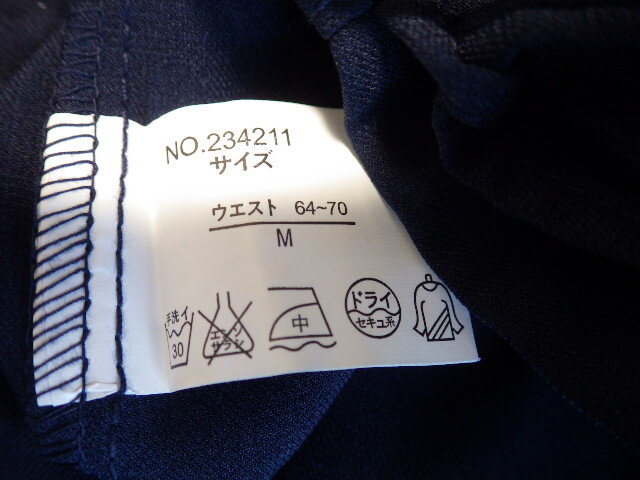 NO.234211
サイズ
ウエスト 64~70
M
手洗イ
30
エンソ
サラシ
中
ドライ
セキユ系